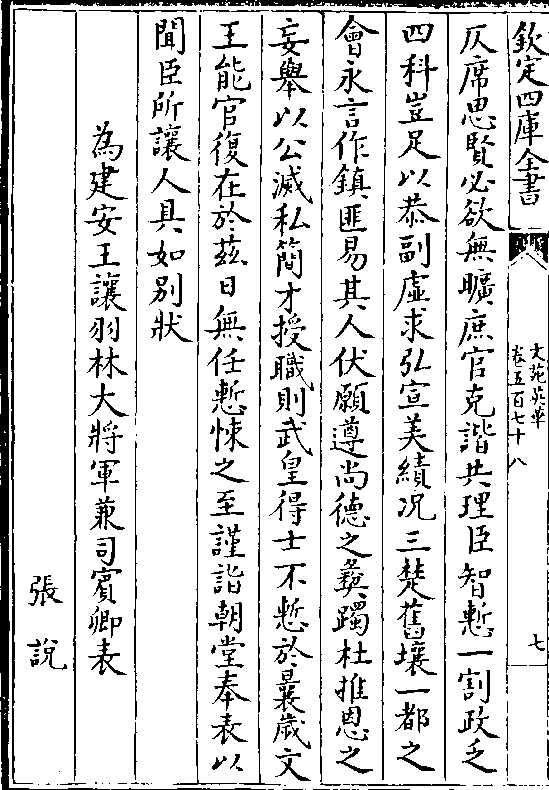 欽定四庫全書
文苑英華
卷五百七十八
七
仄席思賢必欲無曠庶官克諧共理臣智慙一割政乏
四科豈足以恭副虚求弘宣美績况三楚舊壤一都之
會永言作鎮匪易其人伏願遵尚德之彞躅杜推恩之
妄舉以公滅私簡才授職則武皇得士不慙於曩歲文
王能官復在於兹日無任慙悚之至謹詣朝堂奉表以
聞臣所讓人具如别狀
為建安王讓羽林大將軍兼司賓卿表
張說